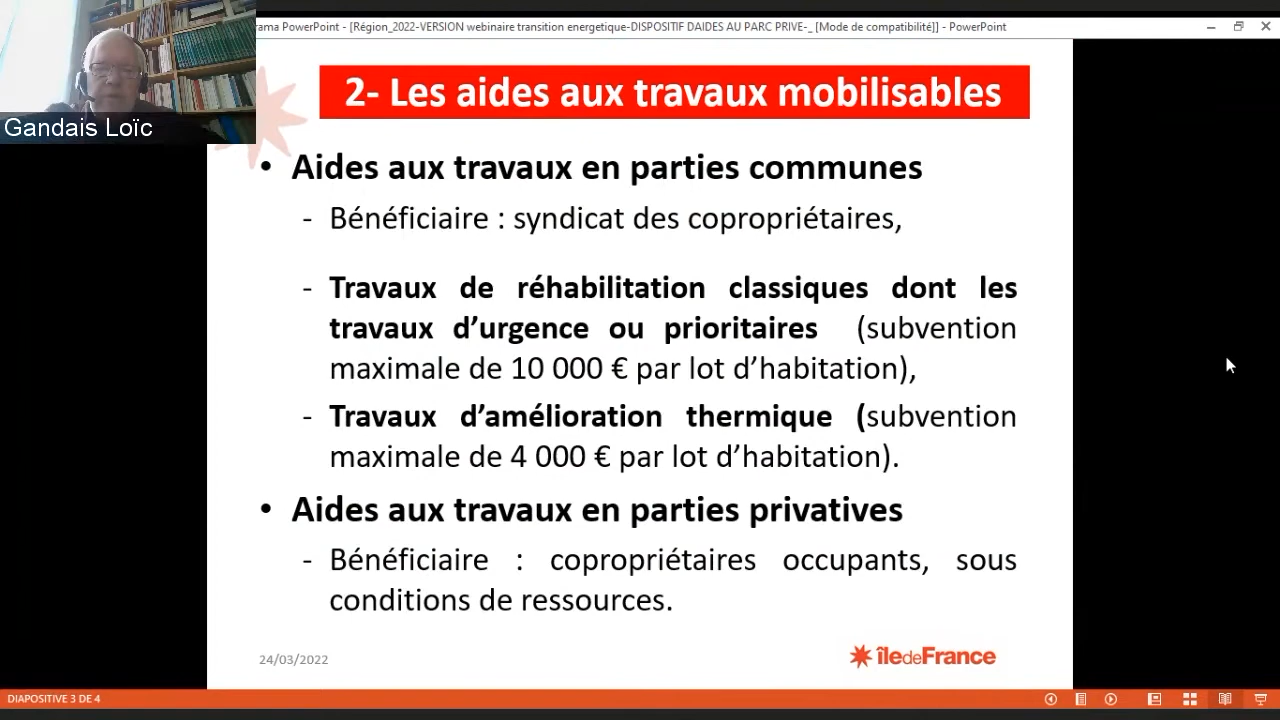 rama PowerPoint - [Région_2022-VERSION webinaire transition energetique-DISPOSITIF DAIDES AU PARC PRIVE-_ [Mode de compatibilité]] - PowerPoint
Gandais Loïc
2- Les aides aux travaux mobilisables
• Aides aux travaux en parties communes
- Bénéficiaire : syndicat des copropriétaires,
- Travaux de réhabilitation classiques dont les
travaux d’urgence ou prioritaires (subvention
maximale de 10 000 € par lot d’habitation),
- Travaux d’amélioration thermique (subvention
maximale de 4 000 € par lot d’habitation).
• Aides aux travaux en parties privatives
- Bénéficiaire : copropriétaires occupants, sous
conditions de ressources.
24/03/2022
îledeFrance
DIAPOSITIVE 3 DE 4